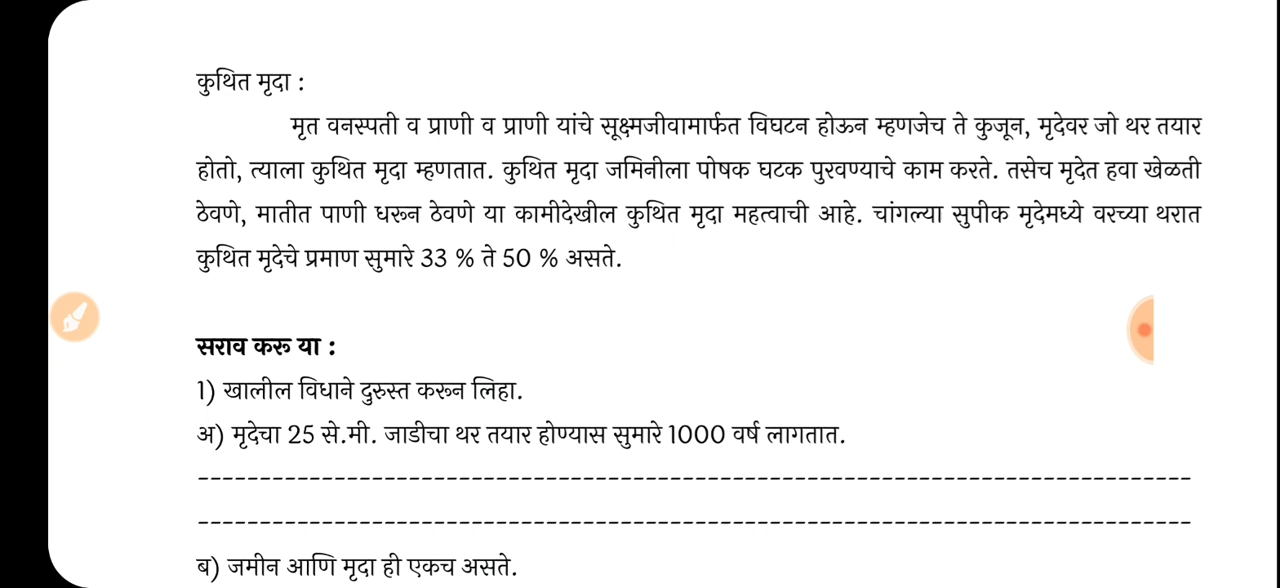 कुथित मृदा :
मृत वनस्पती व प्राणी व प्राणी यांचे सूक्ष्मजीवामार्फत विघटन होऊन म्हणजेच ते कुजून, मृदेवर जो थर तयार
होतो, त्याला कुथित मृदा म्हणतात. कुथित मृदा जमिनीला पोषक घटक पुरवण्याचे काम करते. तसेच मृदेत हवा खेळती
ठेवणे, मातीत पाणी धरून ठेवणे या कामीदेखील कुथित मृदा महत्वाची आहे. चांगल्या सुपीक मृदेमध्ये वरच्या थरात
कुथित मृदेचे प्रमाण सुमारे 33 % ते 50 % असते.
सराव करू या :
1) खालील विधाने दुरुस्त करून लिहा.
अ) मृदेचा 25 से.मी. जाडीचा थर तयार होण्यास सुमारे 1000 वर्ष लागतात.
ब) जमीन आणि मृदा ही एकच असते.